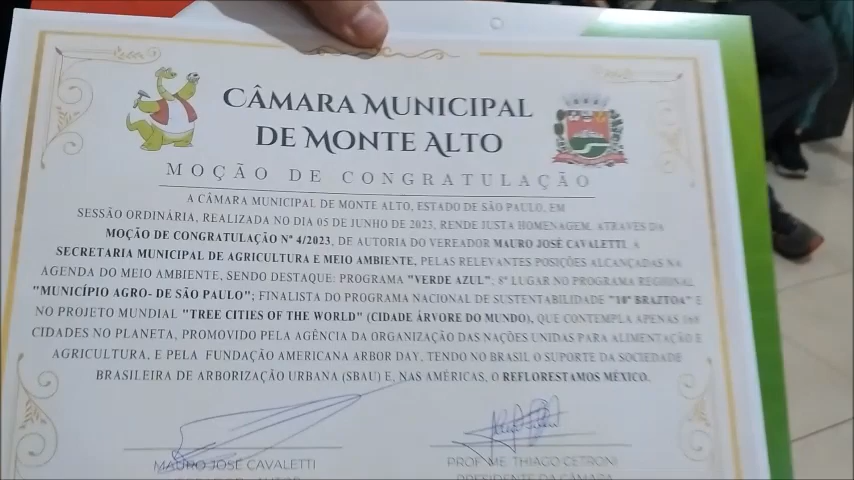 CÂMARA MUNICIPAL
DE MONTE ALTO
MOÇÃO DE CONGRATULAÇÃO
A CÂMARA MUNICIPAL DE MONTE ALTO, ESTADO DE SÃO PAULO, EM
SESSÃO ORDINÁRIA, REALIZADA NO DIA 05 DE JUNHO DE 2023, RENDE JUSTA HOMENAGEM, ATRAVÉS DA
MOÇÃO DE CONGRATULAÇÃO Nº 4/2023, DE AUTORIA DO VEREADOR MAURO JOSÉ CAVALETTI, A
SECRETARIA MUNICIPAL DE AGRICULTURA E MEIO AMBIENTE, PELAS RELEVANTES POSIÇÕES ALCANÇADAS NA
AGENDA DO MEIO AMBIENTE, SENDO DESTAQUE: PROGRAMA "VERDE AZUL"; 8º LUGAR NO PROGRAMA REGIONAL
"MUNICÍPIO AGRO- DE SÃO PAULO"; FINALISTA DO PROGRAMA NACIONAL DE SUSTENTABILIDADE "10º BRAZTOA" E
NO PROJETO MUNDIAL "TREE CITIES OF THE WORLD" (CIDADE ÁRVORE DO MUNDO), QUE CONTEMPLA APENAS
CIDADES NO PLANETA, PROMOVIDO PELA AGÊNCIA DA ORGANIZAÇÃO DAS NAÇÕES UNIDAS PARA ALIMENTAÇÃO E
AGRICULTURA, E PELA FUNDAÇÃO AMERICANA ARBOR DAY, TENDO NO BRASIL O SUPORTE DA SOCIEDADE
BRASILEIRA DE ARBORIZAÇÃO URBANA (SBAU) E, NAS AMÉRICAS, O REFLORESTAMOS MÉXICO.
MAURO JOSÉ CAVALETTI
PROF. ME. THIAGO CETRONI
PRESIDENTE DA CÂMARA